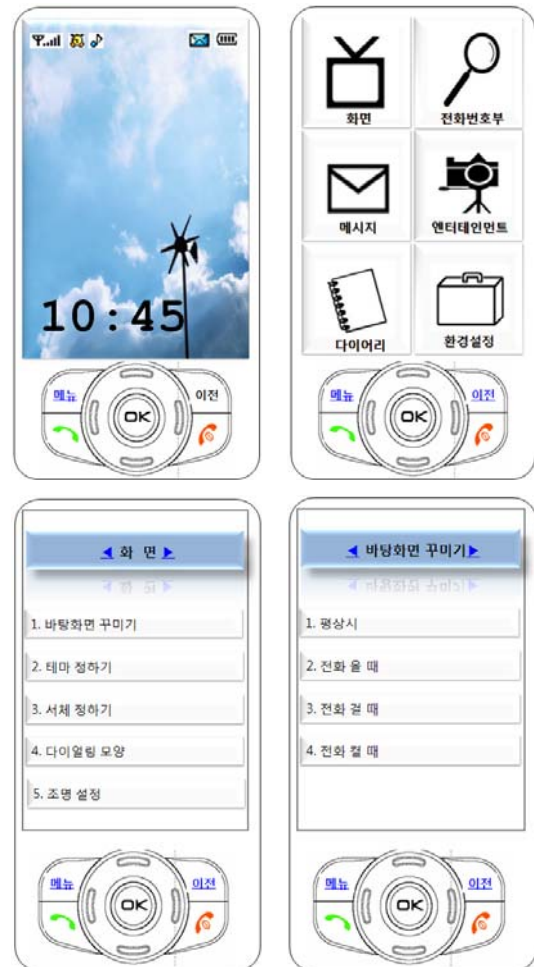 10:45
메뉴
이전
OK
화면
전화번호부
메시지
엔터테인먼트
다이어리
환경설정
메뉴
이전
OK
◀ 화 면 ▶
1. 바탕화면 꾸미기
2. 테마 정하기
3. 서체 정하기
4. 다이얼링 모양
5. 조명 설정
메뉴
이전
OK
◀ 바탕화면 꾸미기▶
1. 평상시
2. 전화 올 때
3. 전화 걸 때
4. 전화 켤 때
메뉴
이전
OK